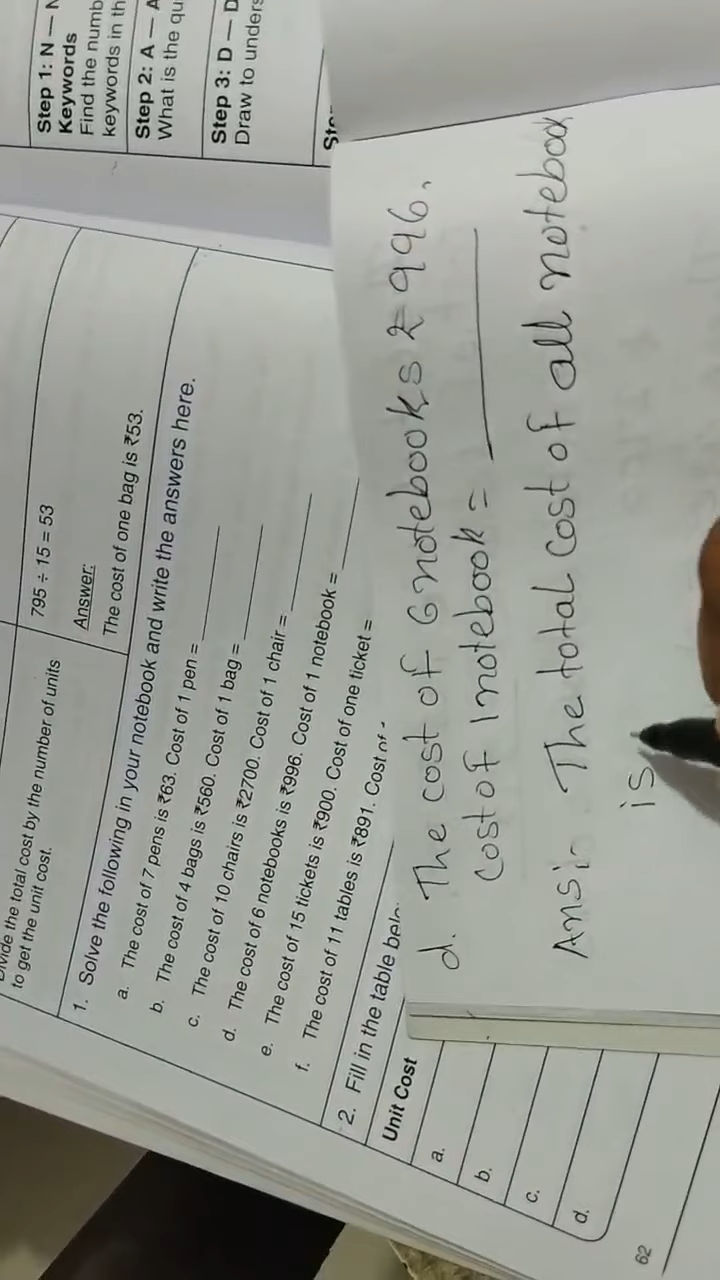 Step 1: N —
Keywords
Find the numb
keywords in th
Step 2: A —
What is the qu
Step 3: D — D
Draw to unders
Divide the total cost by the number of units
to get the unit cost.
795 ÷ 15 = 53
Answer:
The cost of one bag is ₹53.
1. Solve the following in your notebook and write the answers here.
a. The cost of 7 pens is ₹63. Cost of 1 pen =
b. The cost of 4 bags is ₹560. Cost of 1 bag =
c. The cost of 10 chairs is ₹2700. Cost of 1 chair =
d. The cost of 6 notebooks is ₹996. Cost of 1 notebook =
e. The cost of 15 tickets is ₹900. Cost of one ticket =
f. The cost of 11 tables is ₹891. Cost of
2. Fill in the table
Unit Cost
a.
b.
c.
d.
62
d. The cost of 6 notebooks ₹ 996.
Cost of 1 notebook =
Ans:- The total cost of all notebook
is